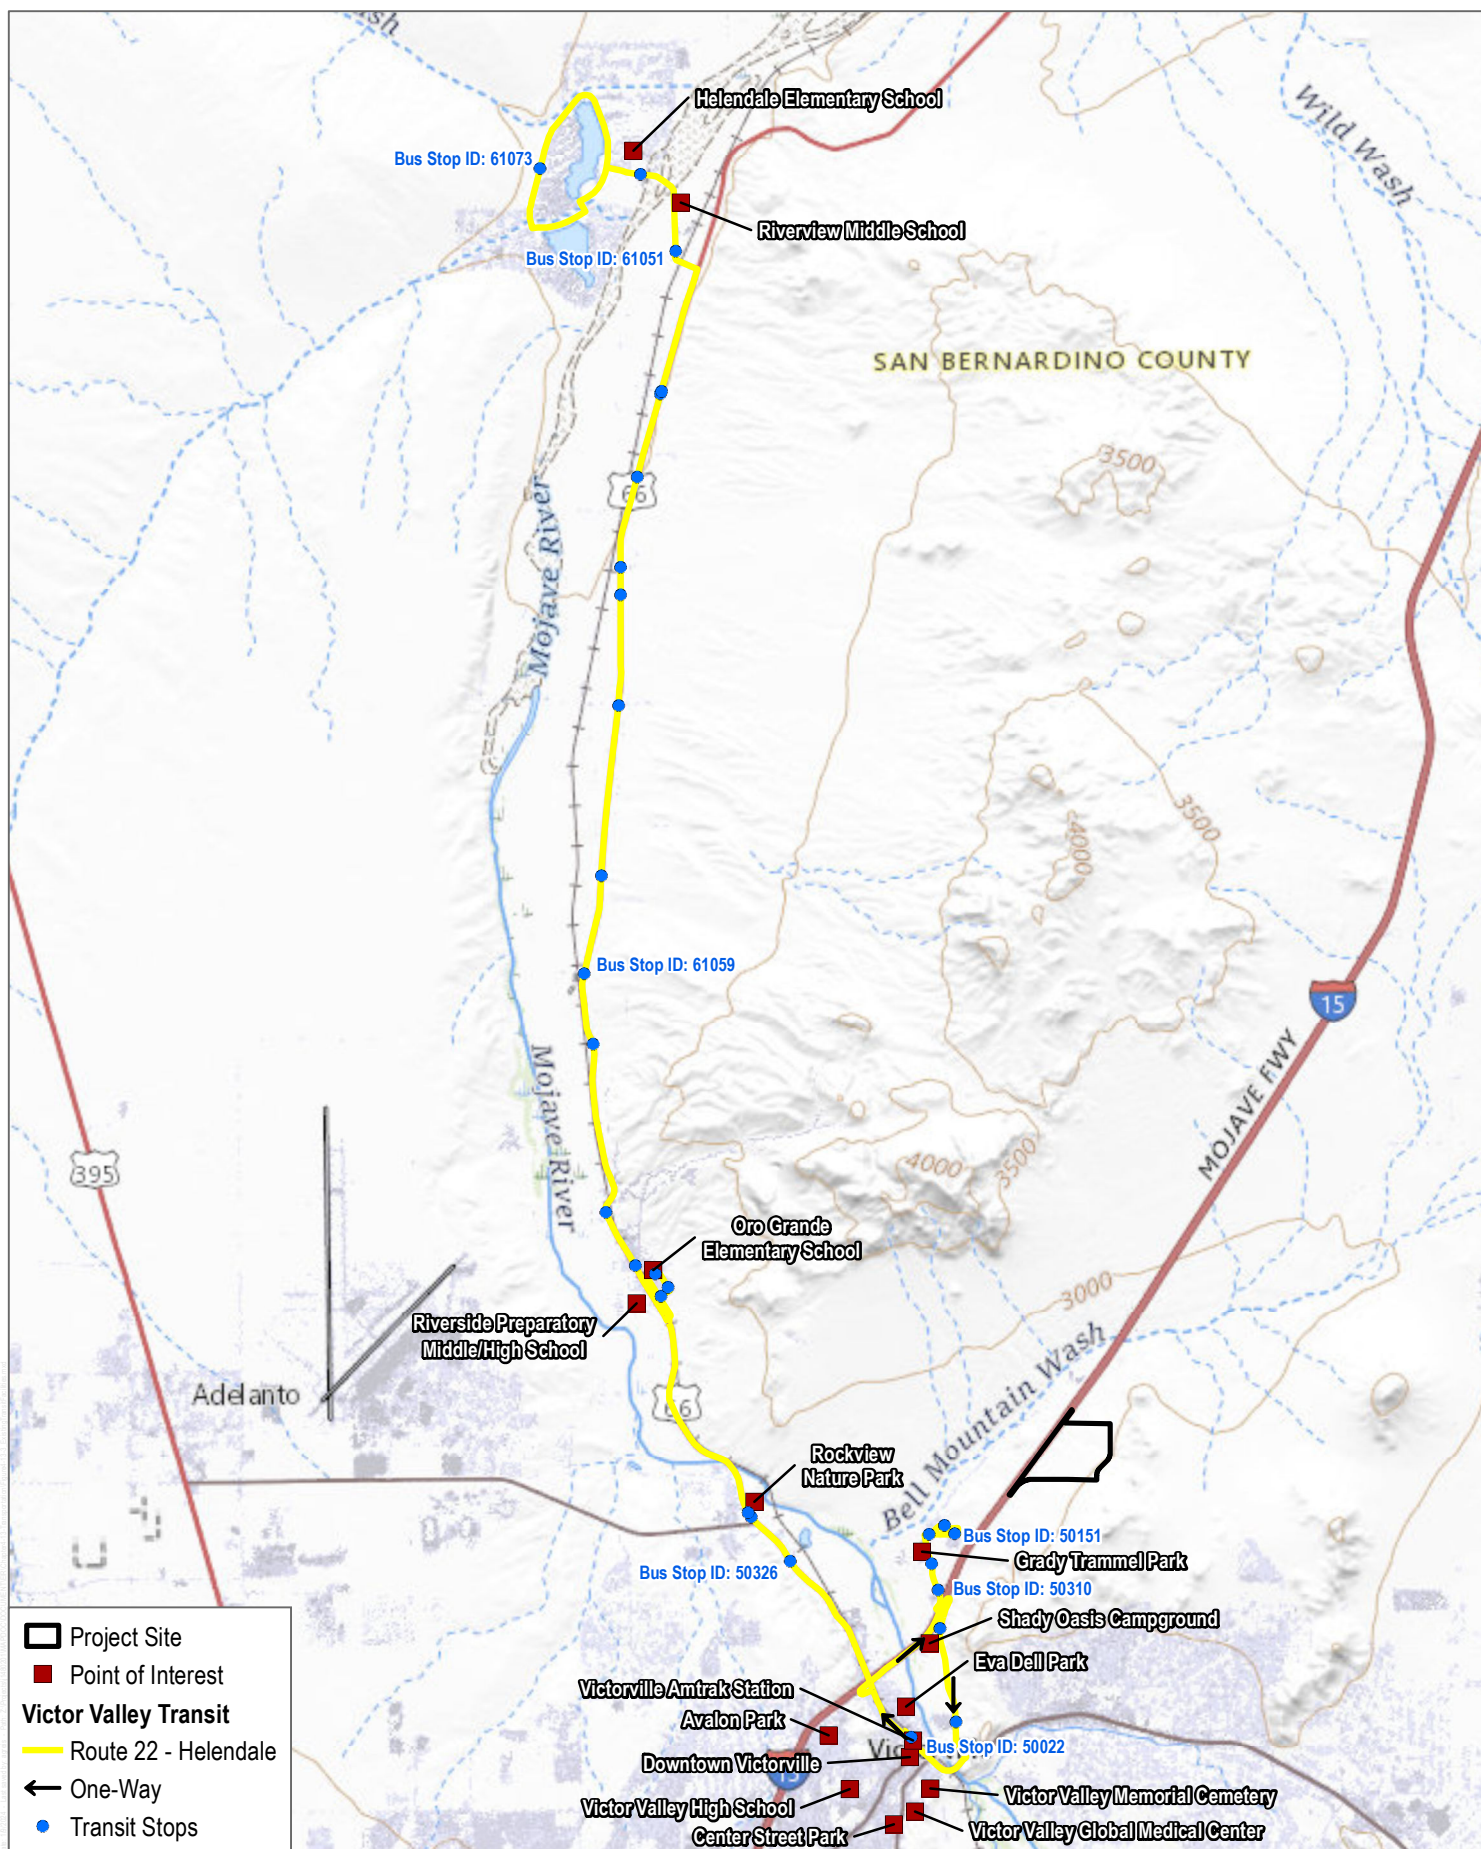 Wash
Helendale Elementary School
Wild Wash
Bus Stop ID: 61073
Riverview Middle School
Bus Stop ID: 61051
SAN BERNARDINO COUNTY
3500
66
Mojave River
3500
4000
Bus Stop ID: 61059
15
Mojave River
MOJAVE FWY
395
4000
3500
Oro Grande
Elementary School
3000
Riverside Preparatory
Middle/High School
Adelanto
66
Bell Mountain Wash
Rockview
Nature Park
Bus Stop ID: 50151
Grady Trammel Park
Bus Stop ID: 50326
Bus Stop ID: 50310
Shady Oasis Campground
Eva Dell Park
Victorville Amtrak Station
Avalon Park
Bus Stop ID: 50022
Downtown Victorville
15
Victor Valley High School
Victor Valley Memorial Cemetery
Center Street Park
Victor Valley Global Medical Center
Project Site
Point of Interest
Victor Valley Transit
Route 22 - Helendale
One-Way
Transit Stops